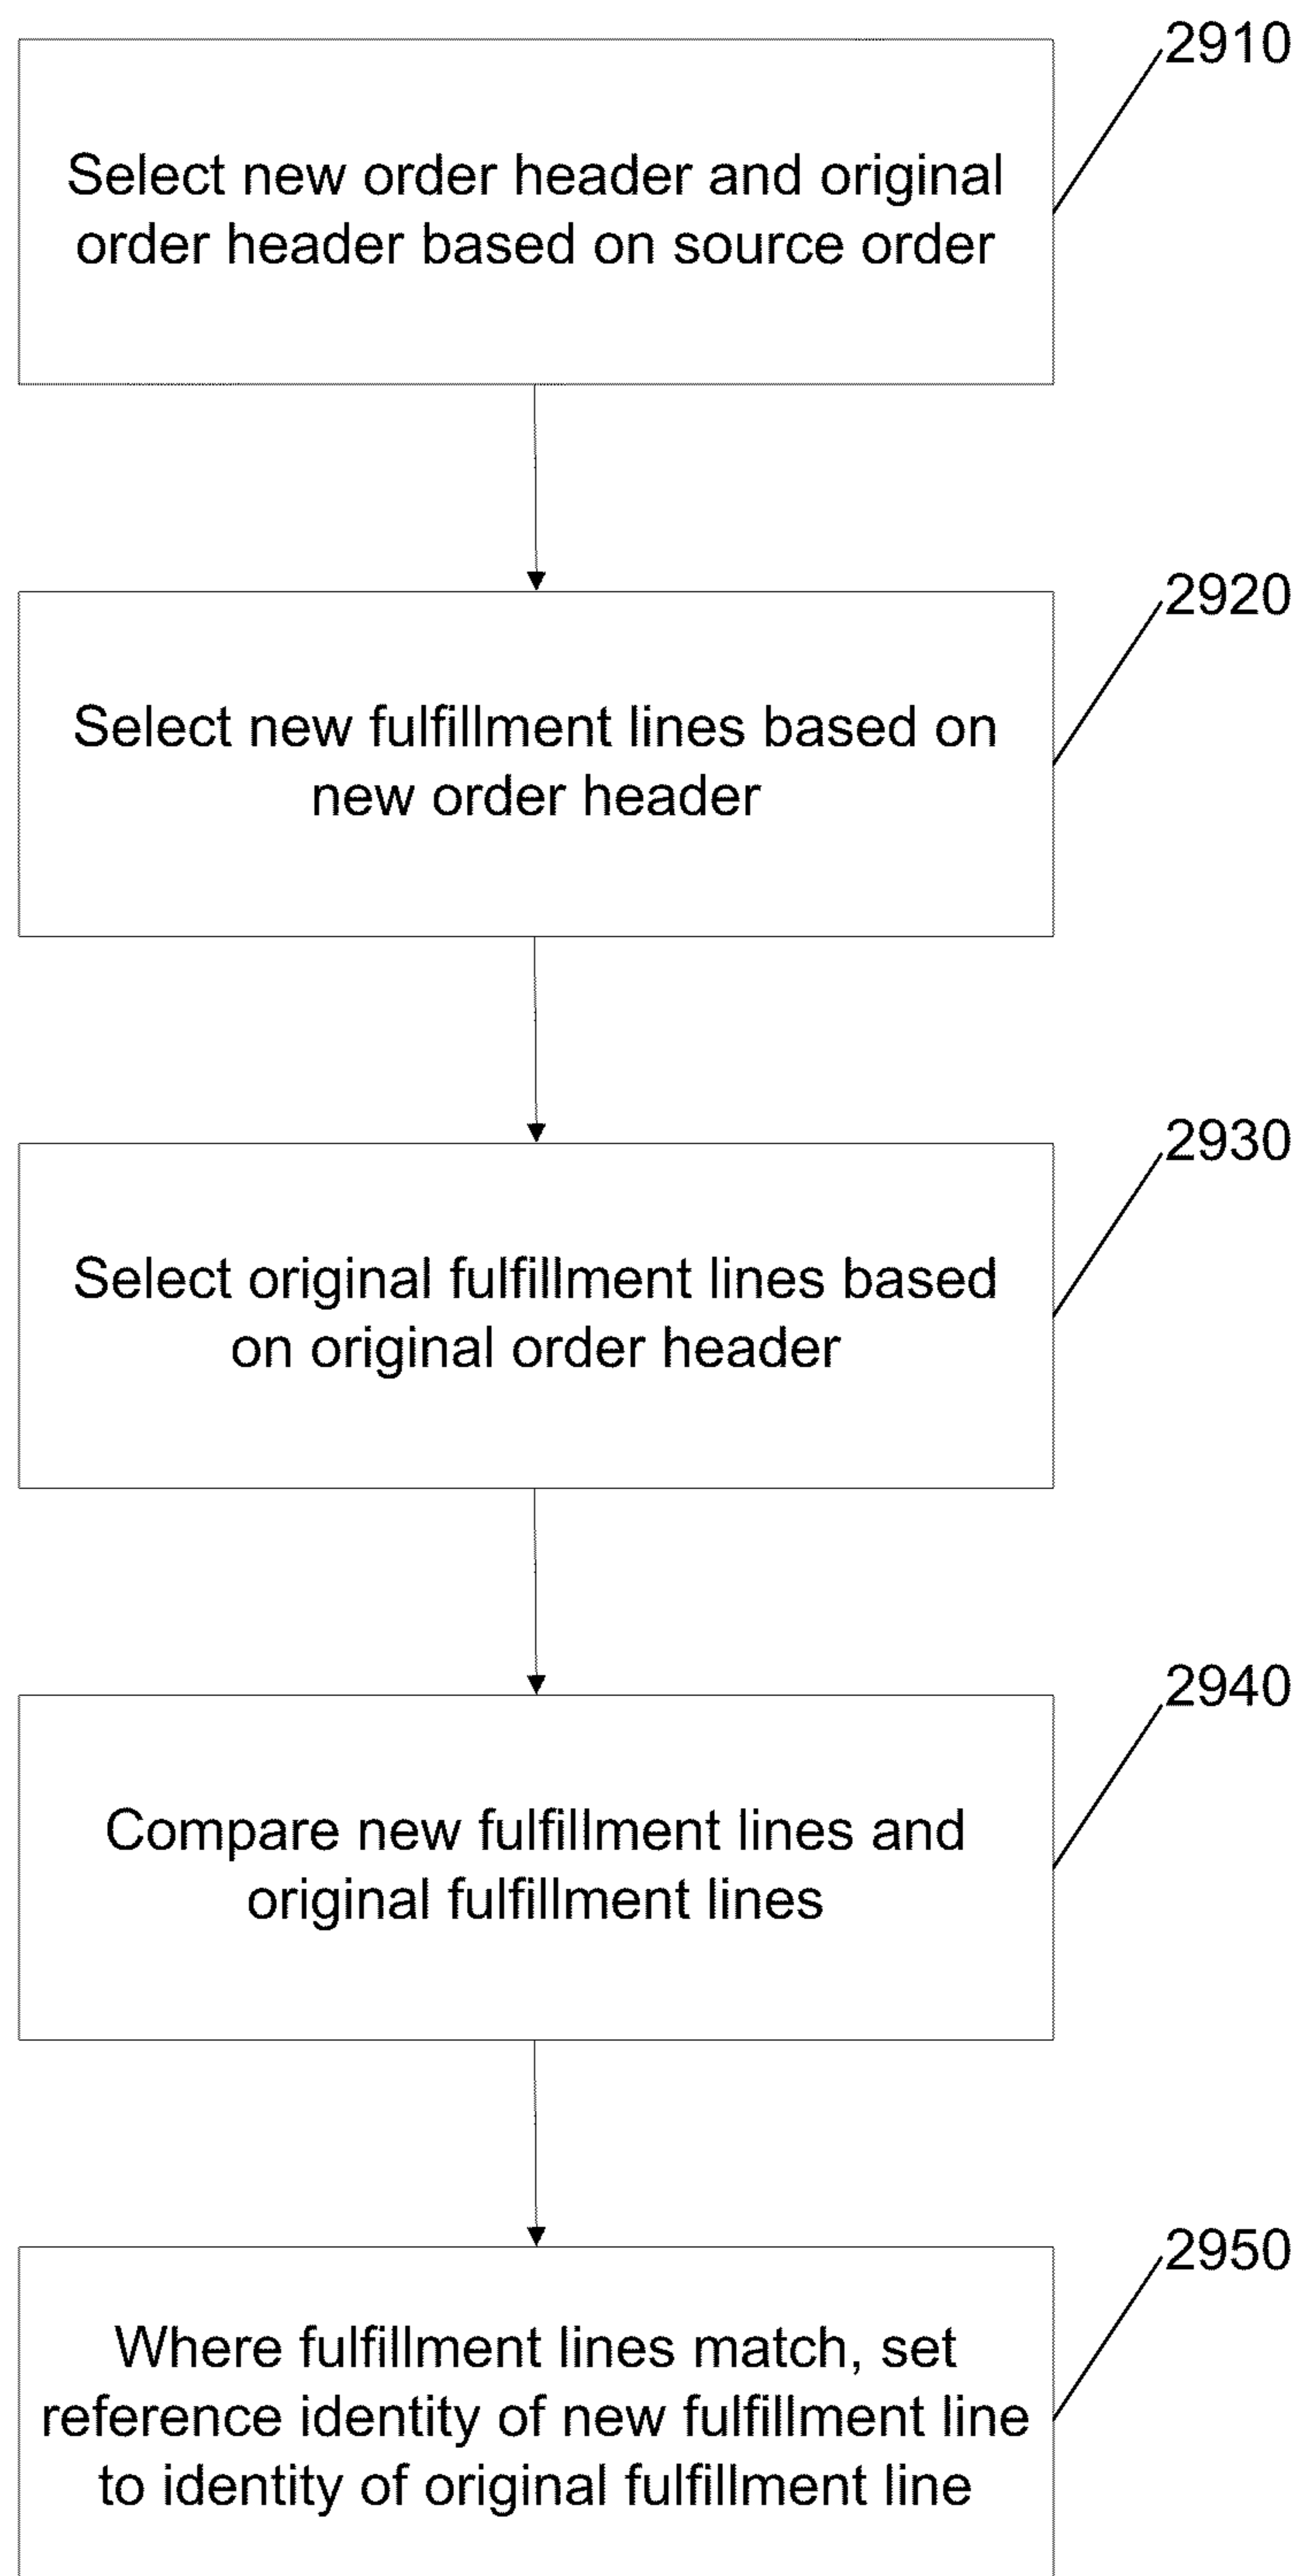 2910
Select new order header and original
order header based on source order
2920
Select new fulfillment lines based on
new order header
2930
Select original fulfillment lines based
on original order header
2940
Compare new fulfillment lines and
original fulfillment lines
2950
Where fulfillment lines match, set
reference identity of new fulfillment line
to identity of original fulfillment line